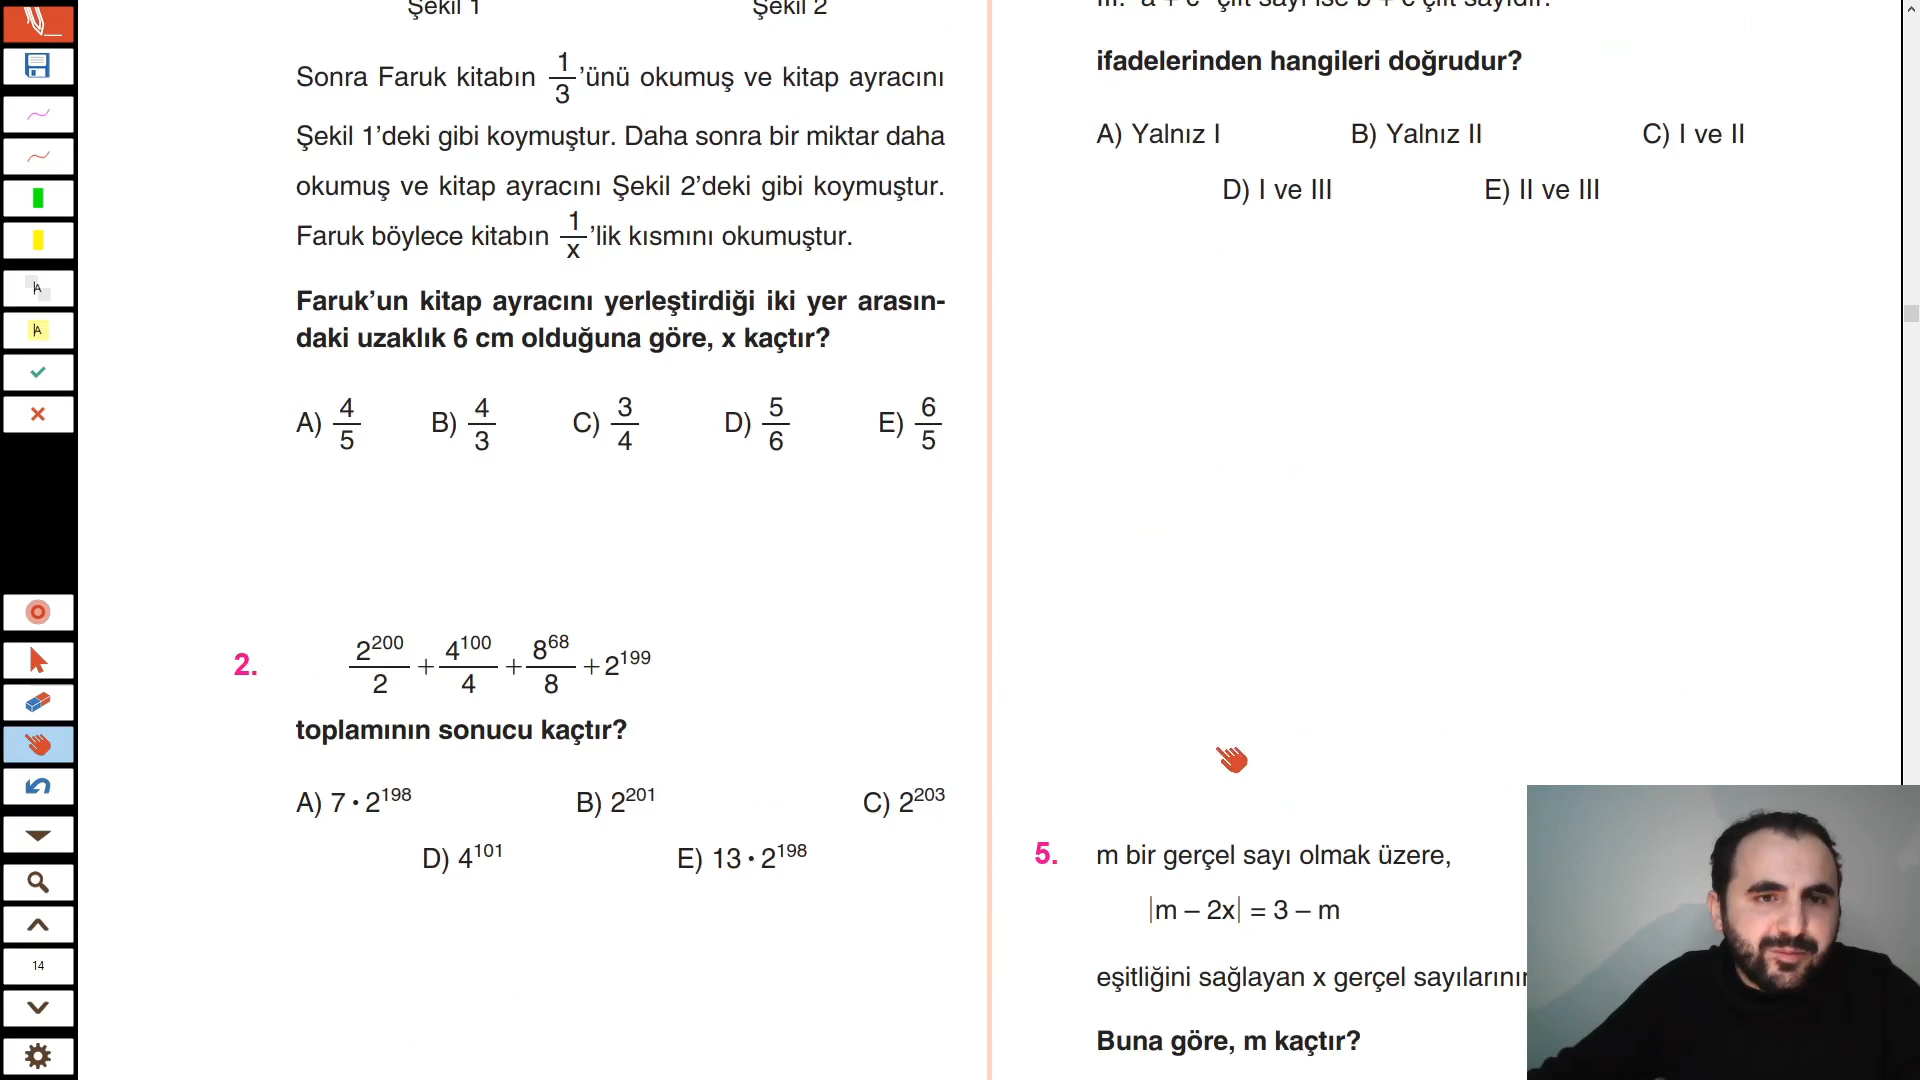 Şekil 1
Şekil 2
Sonra Faruk kitabın 1/3 'ünü okumuş ve kitap ayracını
Şekil 1'deki gibi koymuştur. Daha sonra bir miktar daha
okumuş ve kitap ayracını Şekil 2'deki gibi koymuştur.
Faruk böylece kitabın 1/x 'lik kısmını okumuştur.
Faruk'un kitap ayracını yerleştirdiği iki yer arasın-
daki uzaklık 6 cm olduğuna göre, x kaçtır?
A) 4/5 B) 4/3 C) 3/4 D) 5/6 E) 6/5
2. 2^200/2 + 4^100/4 + 8^68/8 + 2^199
toplamının sonucu kaçtır?
A) 7 · 2^198 B) 2^201 C) 2^203
D) 4^101 E) 13 · 2^198
ifadelerinden hangileri doğrudur?
A) Yalnız I B) Yalnız II C) I ve II
D) I ve III E) II ve III
5. m bir gerçel sayı olmak üzere,
|m – 2x| = 3 – m
eşitliğini sağlayan x gerçel sayılarının
Buna göre, m kaçtır?
A
A
14